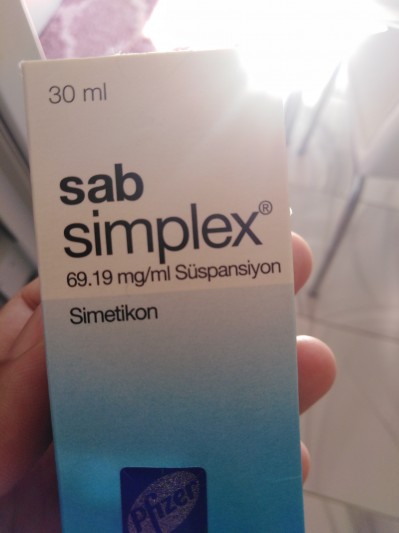 30 ml
sab
simplex®
69.19 mg/ml Süspansiyon
Simetikon
Pfizer